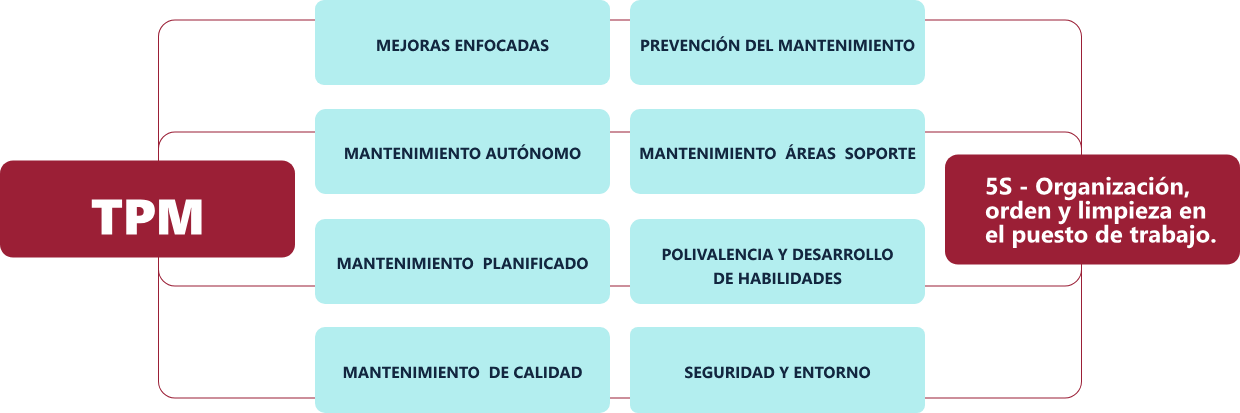 MEJORAS ENFOCADAS
PREVENCIÓN DEL MANTENIMIENTO
MANTENIMIENTO AUTÓNOMO
MANTENIMIENTO ÁREAS SOPORTE
TPM
5S - Organización,
orden y limpieza en
el puesto de trabajo.
MANTENIMIENTO PLANIFICADO
POLIVALENCIA Y DESARROLLO
DE HABILIDADES
MANTENIMIENTO DE CALIDAD
SEGURIDAD Y ENTORNO